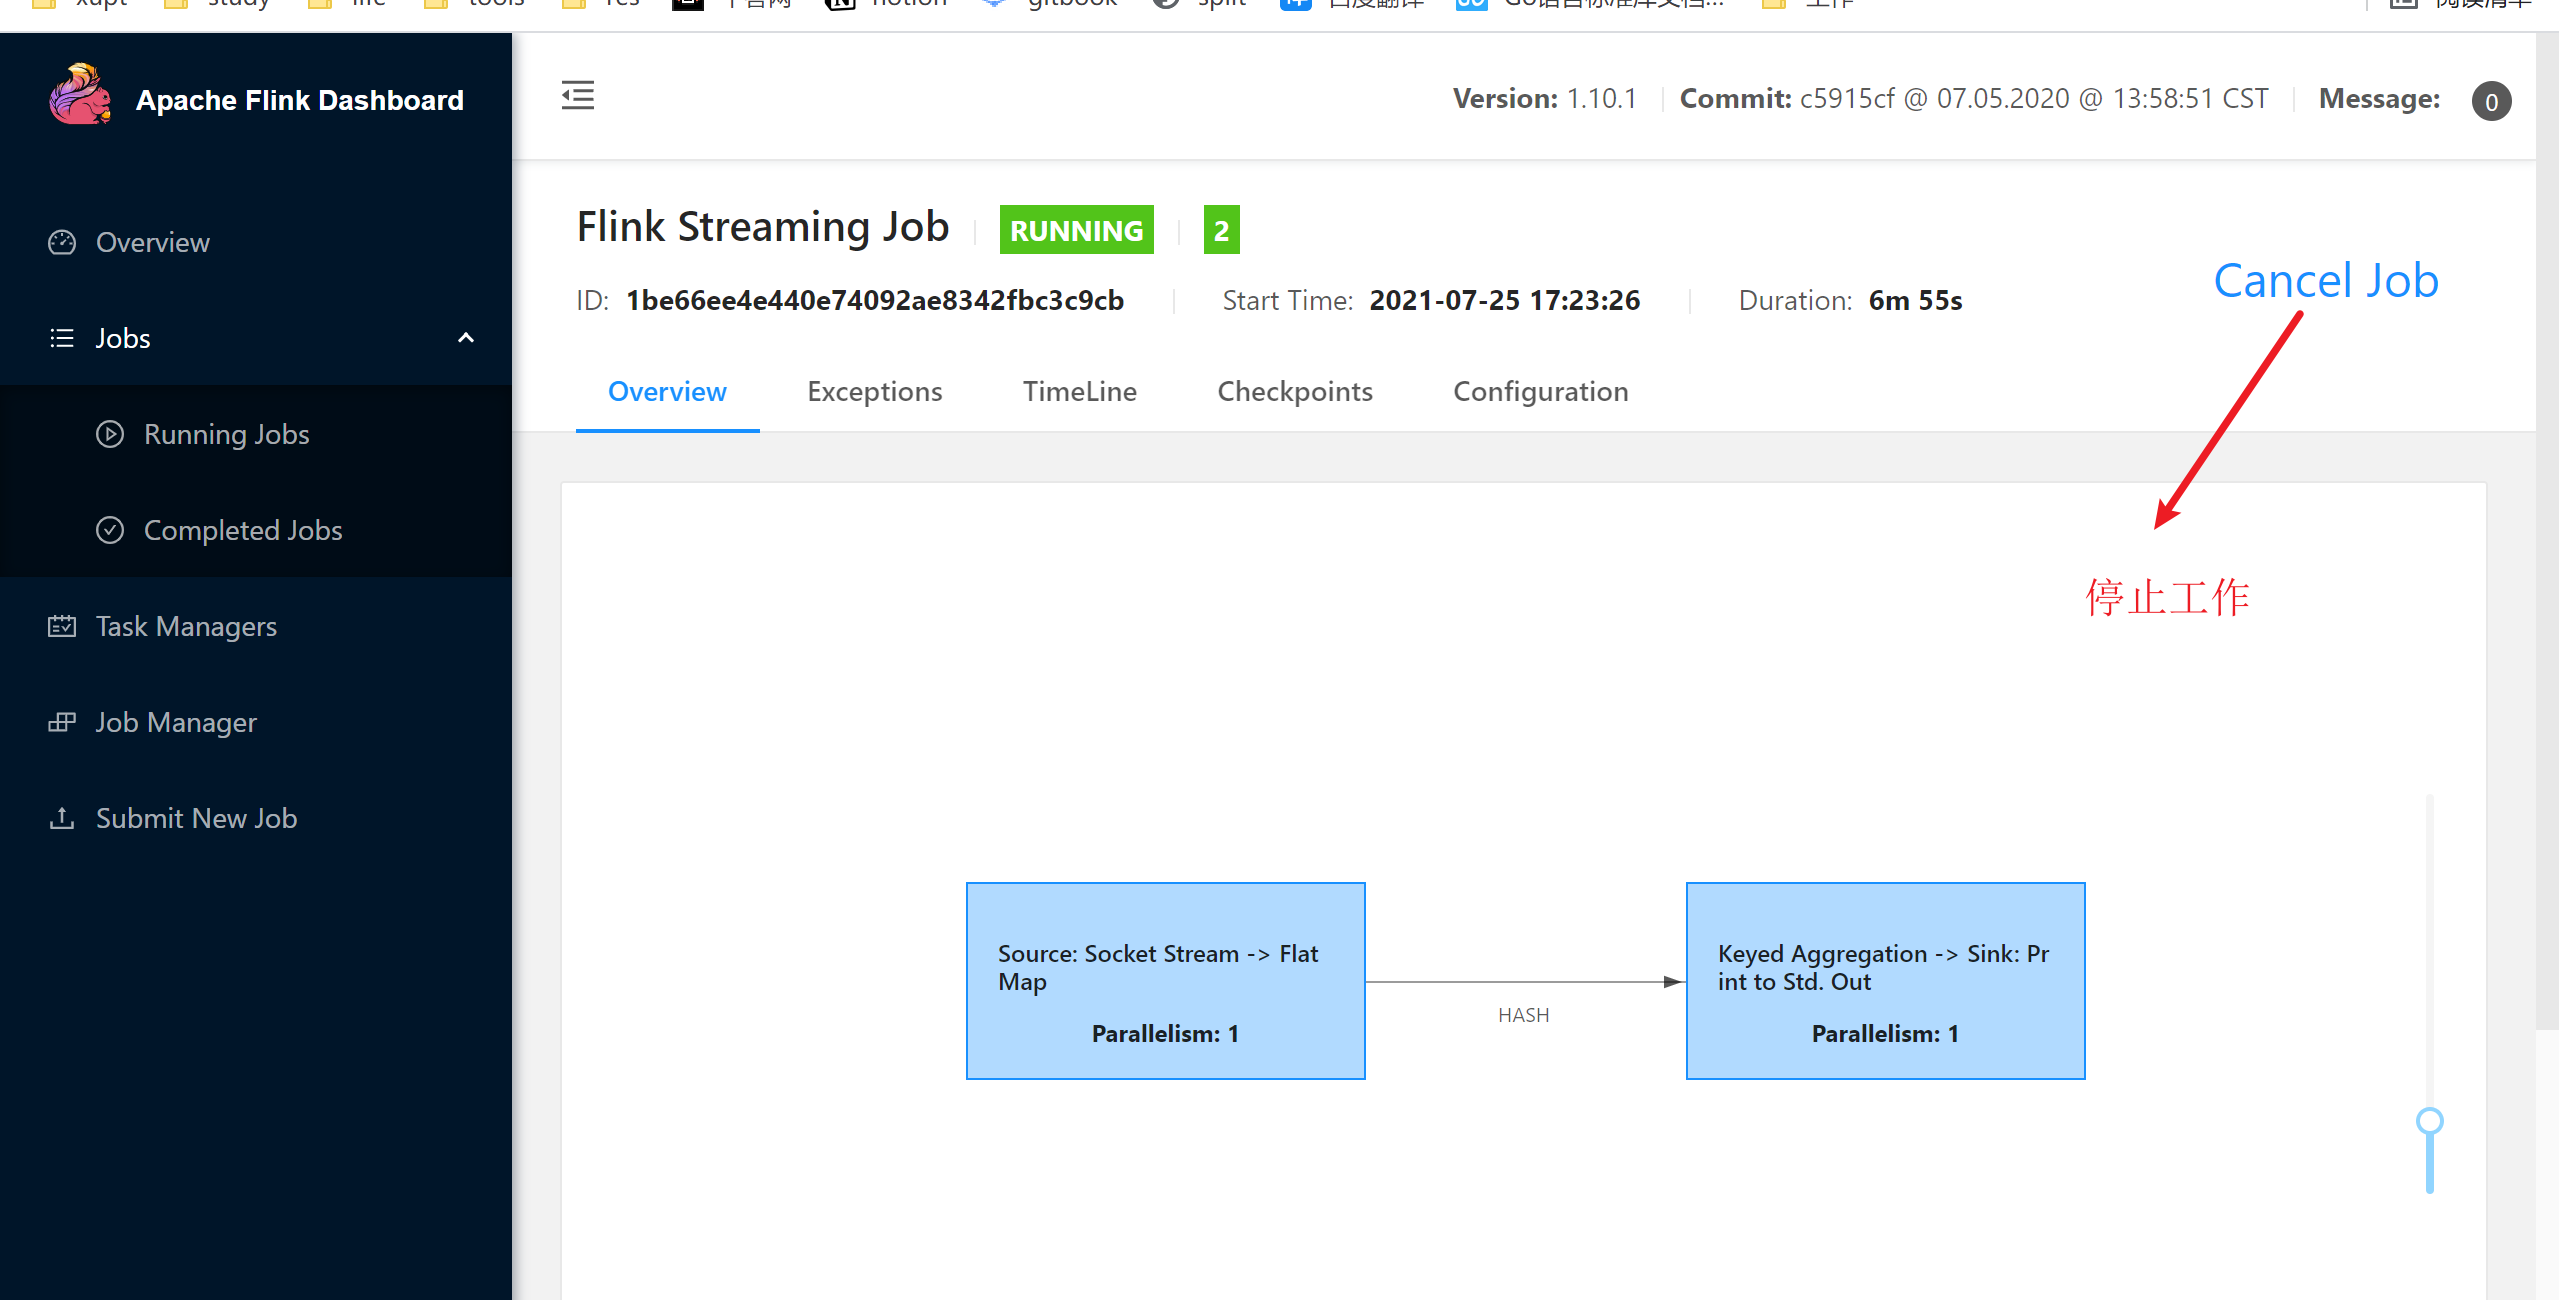 xupt study life tools res 千售网 notion gitbook split 百度翻译 Go语言标准库文档... 工作 阅读清单
Apache Flink Dashboard
Version: 1.10.1 Commit: c5915cf @ 07.05.2020 @ 13:58:51 CST Message: 0
Overview
Jobs
Running Jobs
Completed Jobs
Task Managers
Job Manager
Submit New Job
Flink Streaming Job RUNNING 2
ID: 1be66ee4e440e74092ae8342fbc3c9cb Start Time: 2021-07-25 17:23:26 Duration: 6m 55s
Cancel Job
Overview Exceptions TimeLine Checkpoints Configuration
停止工作
Source: Socket Stream -> Flat
Map
Parallelism: 1
HASH
Keyed Aggregation -> Sink: Pr
int to Std. Out
Parallelism: 1